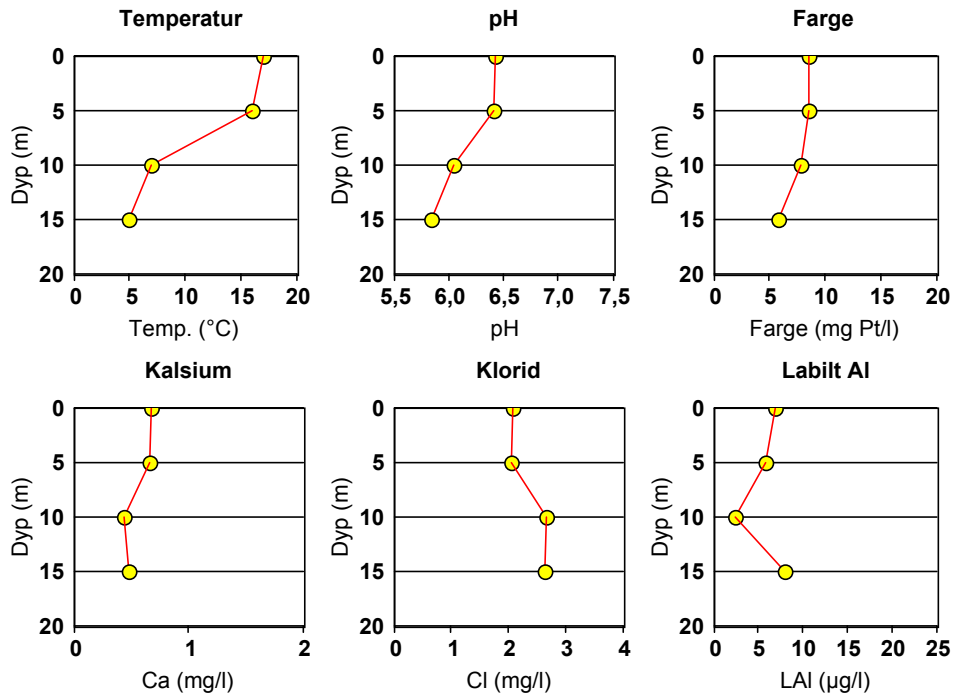 Temperatur
pH
Farge
0
5
10
15
20
Dyp (m)
0 5 10 15 20
Temp. (°C)
0
5
10
15
20
Dyp (m)
5,5 6,0 6,5 7,0 7,5
pH
0
5
10
15
20
Dyp (m)
0 5 10 15 20
Farge (mg Pt/l)
Kalsium
Klorid
Labilt Al
0
5
10
15
20
Dyp (m)
0 1 2
Ca (mg/l)
0
5
10
15
20
Dyp (m)
0 1 2 3 4
Cl (mg/l)
0
5
10
15
20
Dyp (m)
0 5 10 15 20 25
LAl (µg/l)